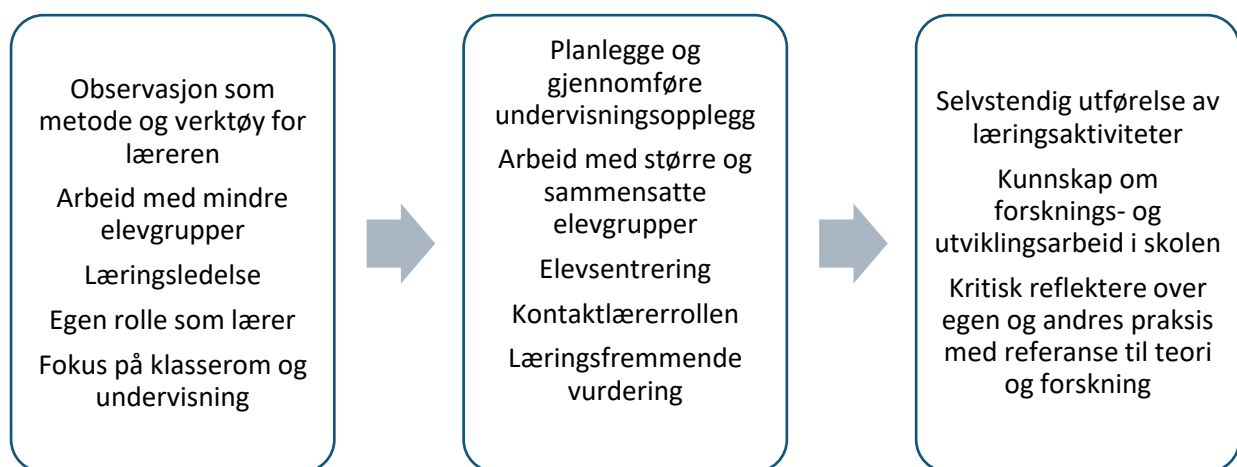 Observasjon som
metode og verktøy for
læreren
Arbeid med mindre
elevgrupper
Læringsledelse
Egen rolle som lærer
Fokus på klasserom og
undervisning
Planlegge og
gjennomføre
undervisningsopplegg
Arbeid med større og
sammensatte
elevgrupper
Elevsentrering
Kontaktlærerrollen
Læringsfremmende
vurdering
Selvstendig utførelse av
læringsaktiviteter
Kunnskap om
forsknings- og
utviklingsarbeid i skolen
Kritisk reflektere over
egen og andres praksis
med referanse til teori
og forskning